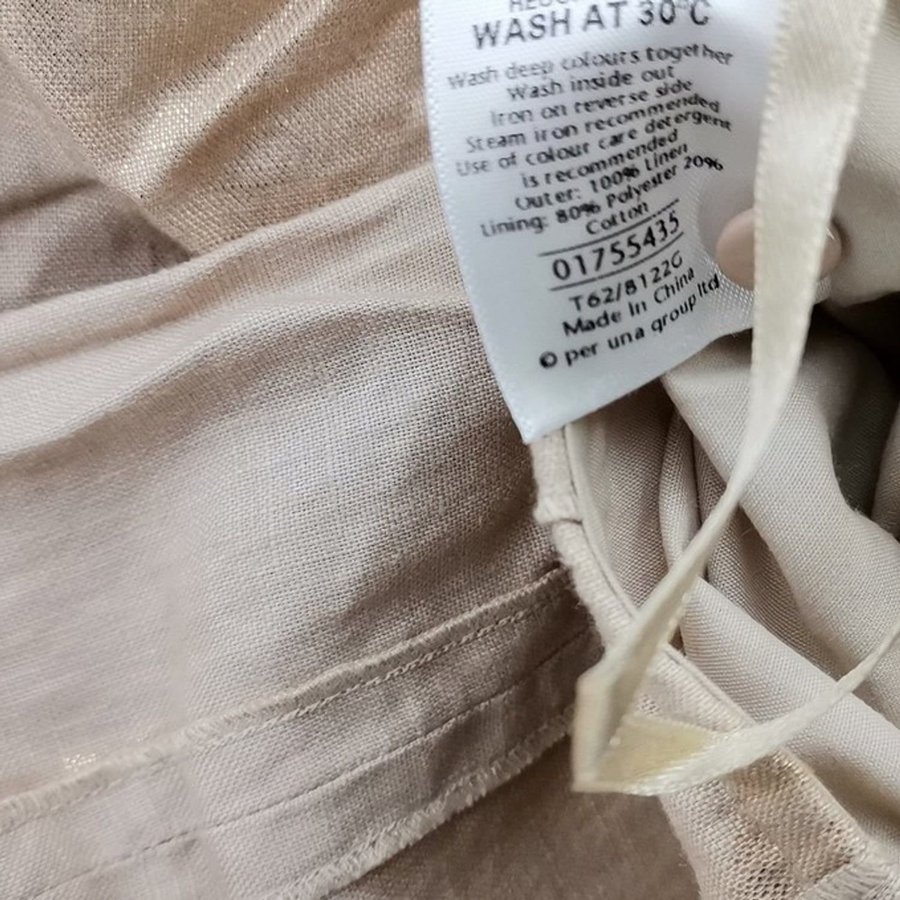 WASH AT 30°C
Wash deep colours together
Wash inside out
Iron on reverse side
Steam iron recommended
Use of colour care detergent
is recommended
Outer: 100% Linen
Lining: 80% Polyester 20%
Cotton
01755435
T62/8122G
Made In China
© per una group ltd